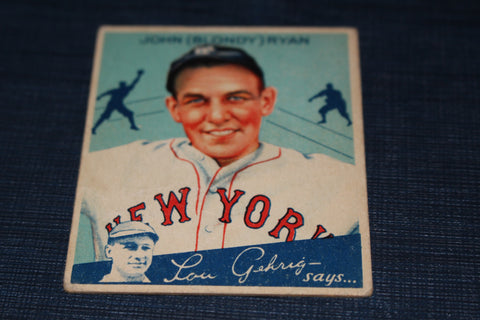 JOHN (BLONDY) RYAN
NEW YORK
Lou Gehrig—
says...